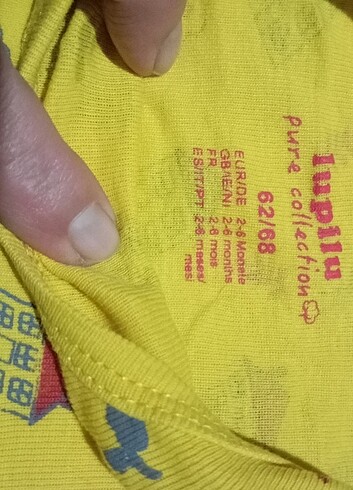 lupilu
pure collection
62/68
EUR/DE 2-6 Monate
GB/IE/NI 2-6 months
FR 2-6 mois
ES/IT/PT 2-6 meses/
mesi